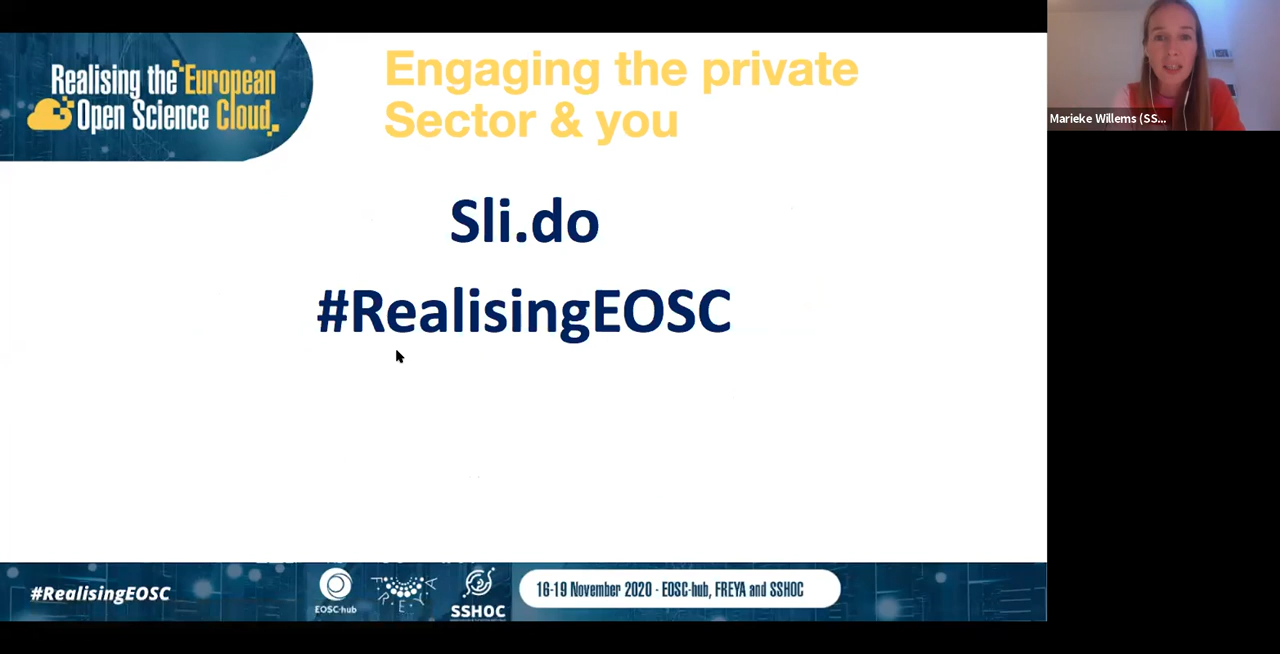 Realising the European
Open Science Cloud
Engaging the private
Sector & you
Marieke Willems (SS...
Sli.do
#RealisingEOSC
#RealisingEOSC
EOSC-hub
FREYA
SSHOC
16-19 November 2020 · EOSC-hub, FREYA and SSHOC